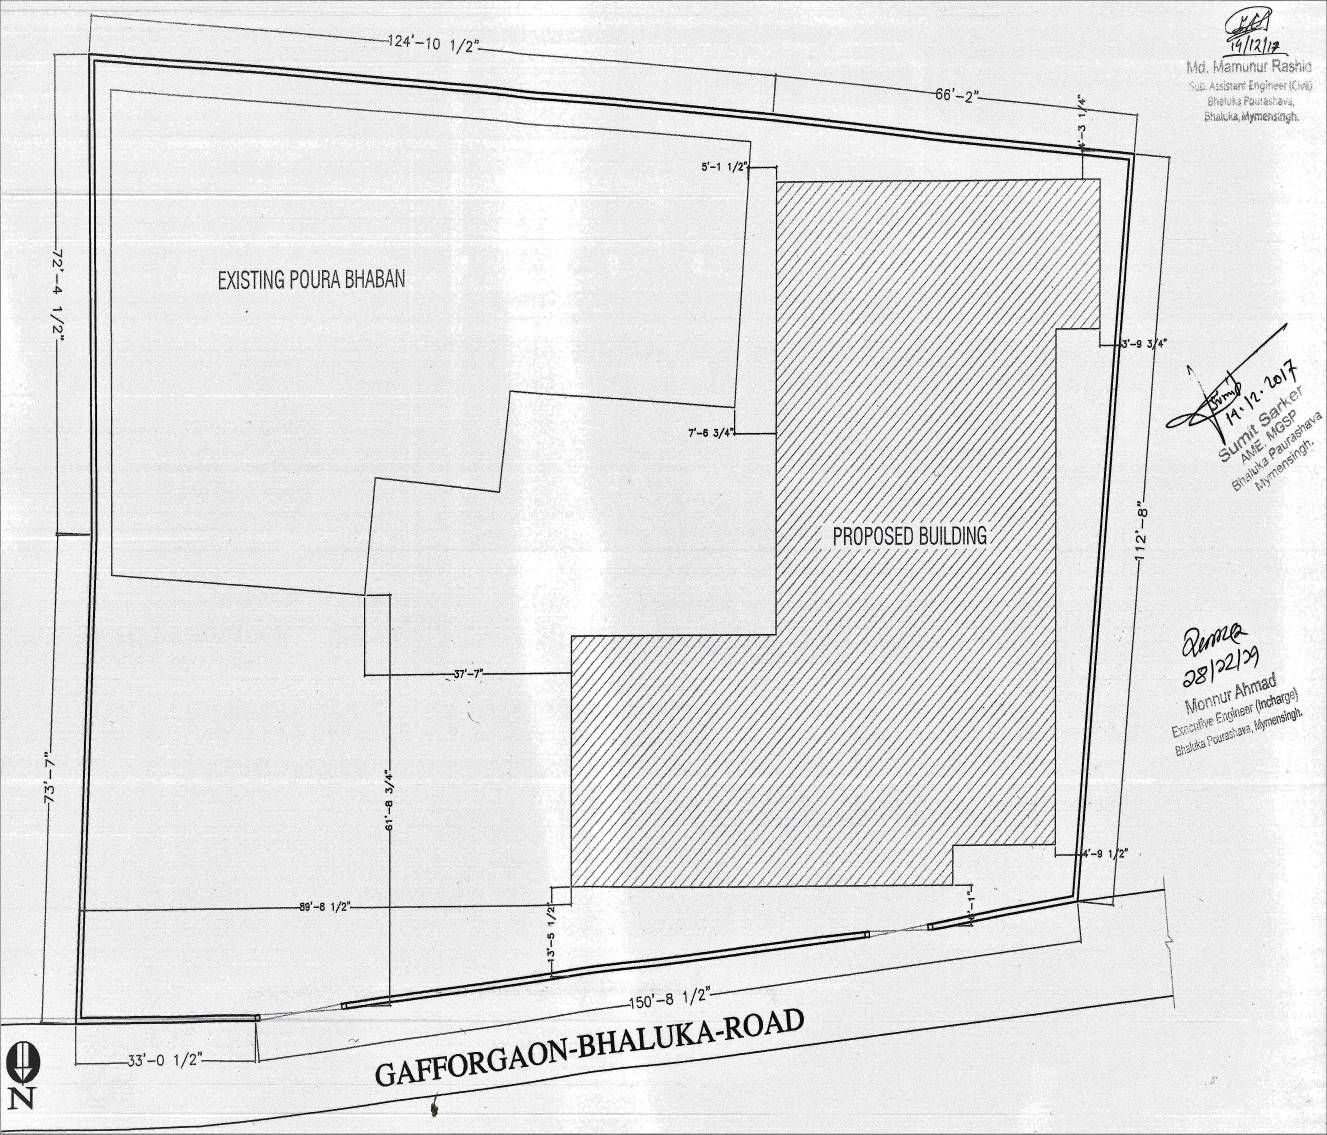 124'-10 1/2"
66'-2"
4'-3 1/4"
5'-1 1/2"
72'-4 1/2"
EXISTING POURA BHABAN
3'-9 3/4"
7'-6 3/4"
PROPOSED BUILDING
112'-8"
37'-7"
73'-7"
61'-8 3/4"
4'-9 1/2"
89'-8 1/2"
13'-5 1/2"
'-1"
150'-8 1/2"
33'-0 1/2"
GAFFORGAON-BHALUKA-ROAD
N
14/12/17
Md. Mamunur Rashid
Sub. Assistant Engineer (Civil)
Bhaluka Pourashava,
Bhaluka, Mymensingh.
14.12.2017
Sumit Sarker
AME. MGSP
Bhaluka Paurashava
Mymensingh.
Monnur Ahmad
Executive Engineer (Incharge)
Bhaluka Pourashava, Mymensingh.